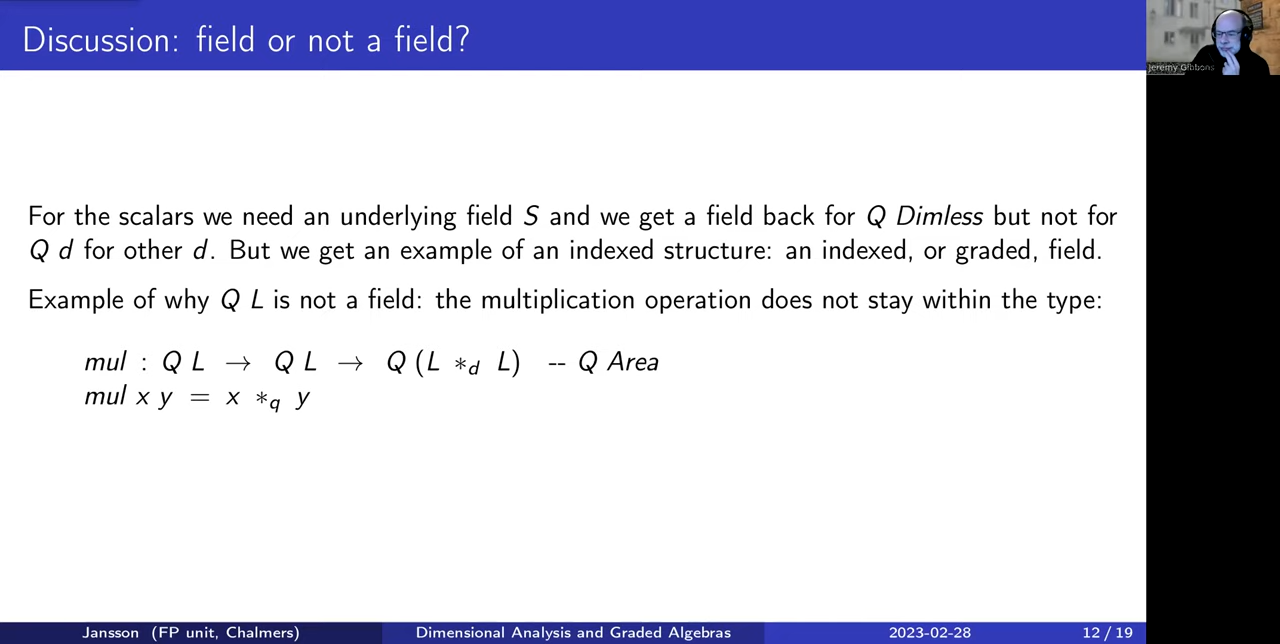 Discussion: field or not a field?
Jeremy Gibbons
For the scalars we need an underlying field S and we get a field back for Q Dimless but not for
Q d for other d. But we get an example of an indexed structure: an indexed, or graded, field.
Example of why Q L is not a field: the multiplication operation does not stay within the type:
mul : Q L → Q L → Q (L *d L) -- Q Area
mul x y = x *q y
Jansson (FP unit, Chalmers) Dimensional Analysis and Graded Algebras 2023-02-28 12 / 19